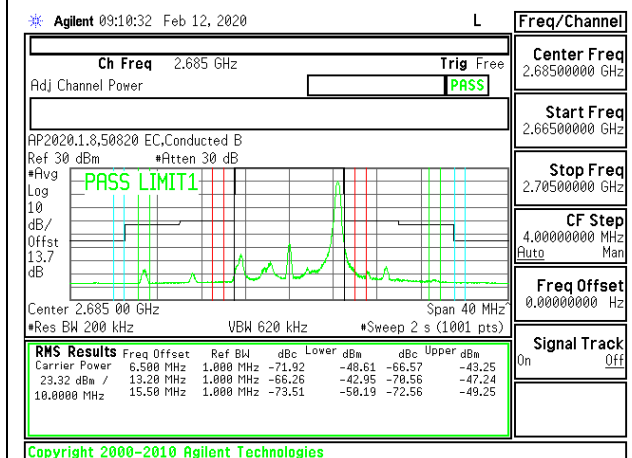 Agilent 09:10:32 Feb 12, 2020 L Freq/Channel
Ch Freq 2.685 GHz Trig Free
Adj Channel Power PASS
AP2020.1.8,50820 EC,Conducted B
Ref 30 dBm #Atten 30 dB
#Avg
Log
10
dB/
Offst
13.7
dB
PASS LIMIT1
Center 2.685 00 GHz Span 40 MHz^
#Res BW 200 kHz VBW 620 kHz #Sweep 2 s (1001 pts)
RMS Results Freq Offset Ref BW dBc Lower dBm dBc Upper dBm
Carrier Power 6.500 MHz 1.000 MHz -71.92 -48.61 -66.57 -43.25
23.32 dBm / 13.20 MHz 1.000 MHz -66.26 -42.95 -70.56 -47.24
10.0000 MHz 15.50 MHz 1.000 MHz -73.51 -50.19 -72.56 -49.25
Copyright 2000-2010 Agilent Technologies
Center Freq
2.68500000 GHz
Start Freq
2.66500000 GHz
Stop Freq
2.70500000 GHz
CF Step
4.00000000 MHz
Auto Man
Freq Offset
0.00000000 Hz
Signal Track
On Off